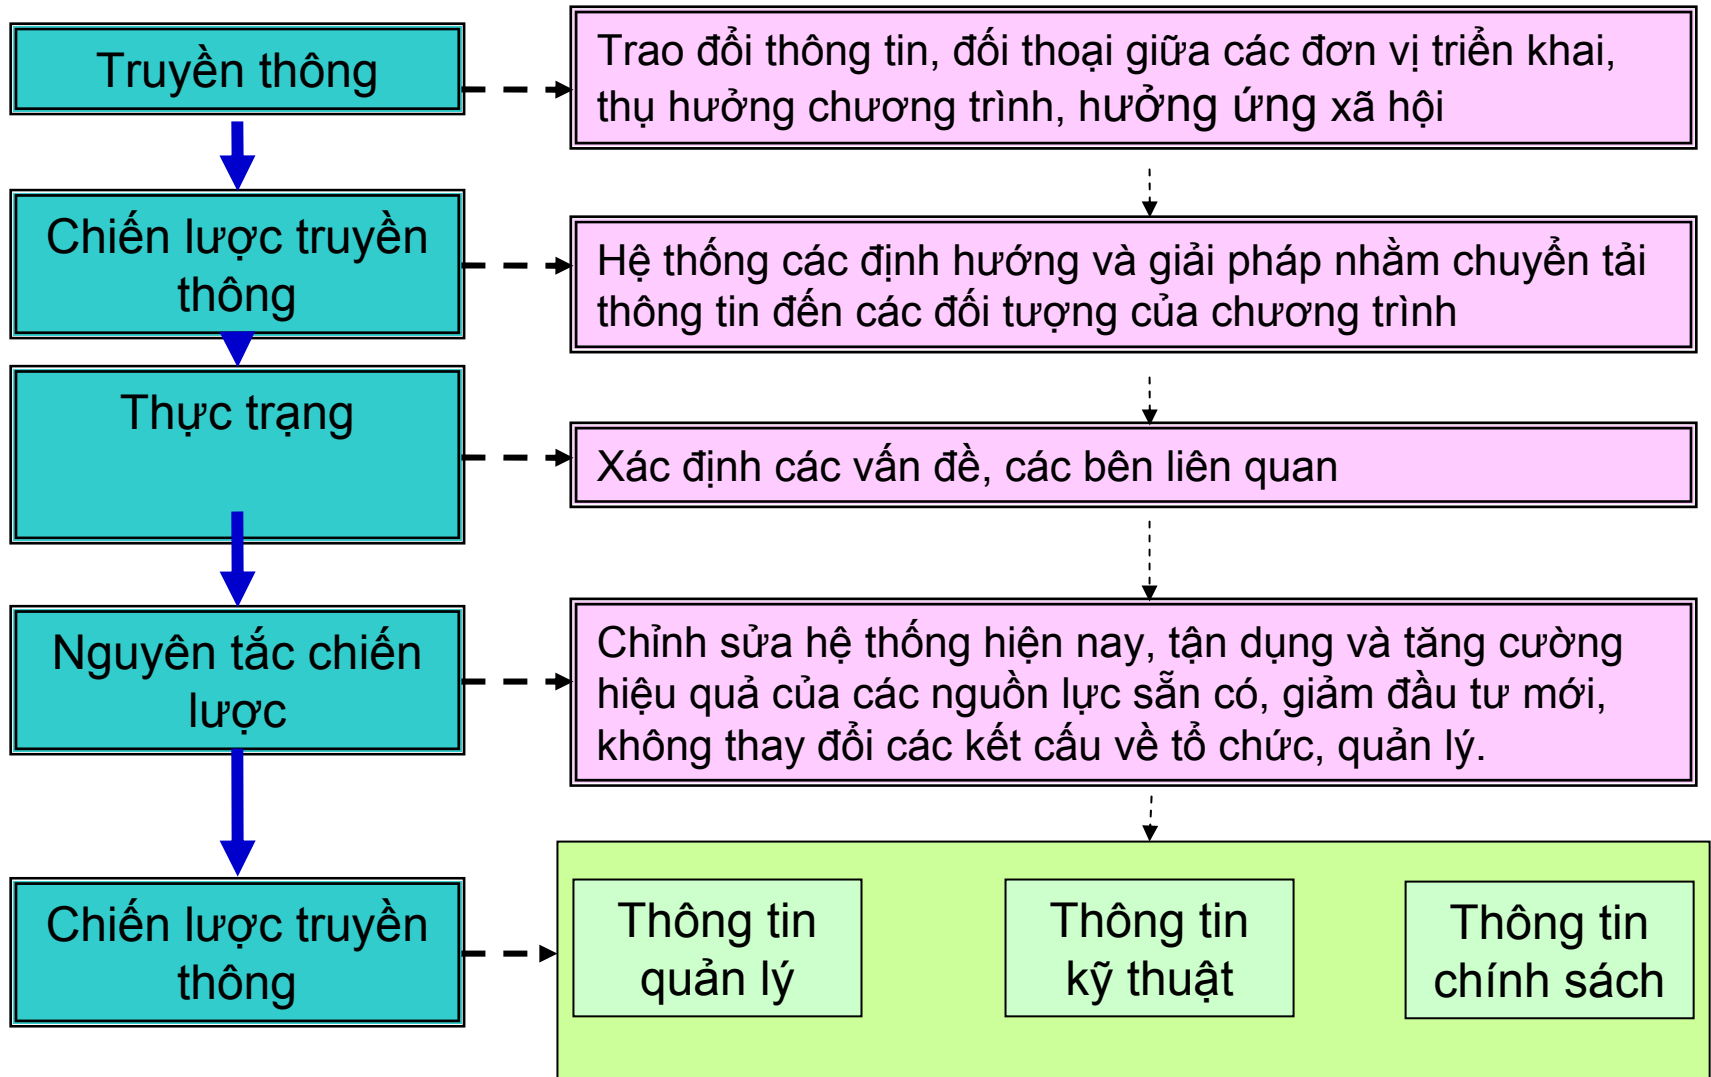 Truyền thông
Trao đổi thông tin, đối thoại giữa các đơn vị triển khai,
thụ hưởng chương trình, hưởng ứng xã hội
Chiến lược truyền
thông
Hệ thống các định hướng và giải pháp nhằm chuyển tải
thông tin đến các đối tượng của chương trình
Thực trạng
Xác định các vấn đề, các bên liên quan
Nguyên tắc chiến
lược
Chỉnh sửa hệ thống hiện nay, tận dụng và tăng cường
hiệu quả của các nguồn lực sẵn có, giảm đầu tư mới,
không thay đổi các kết cấu về tổ chức, quản lý.
Chiến lược truyền
thông
Thông tin
quản lý
Thông tin
kỹ thuật
Thông tin
chính sách